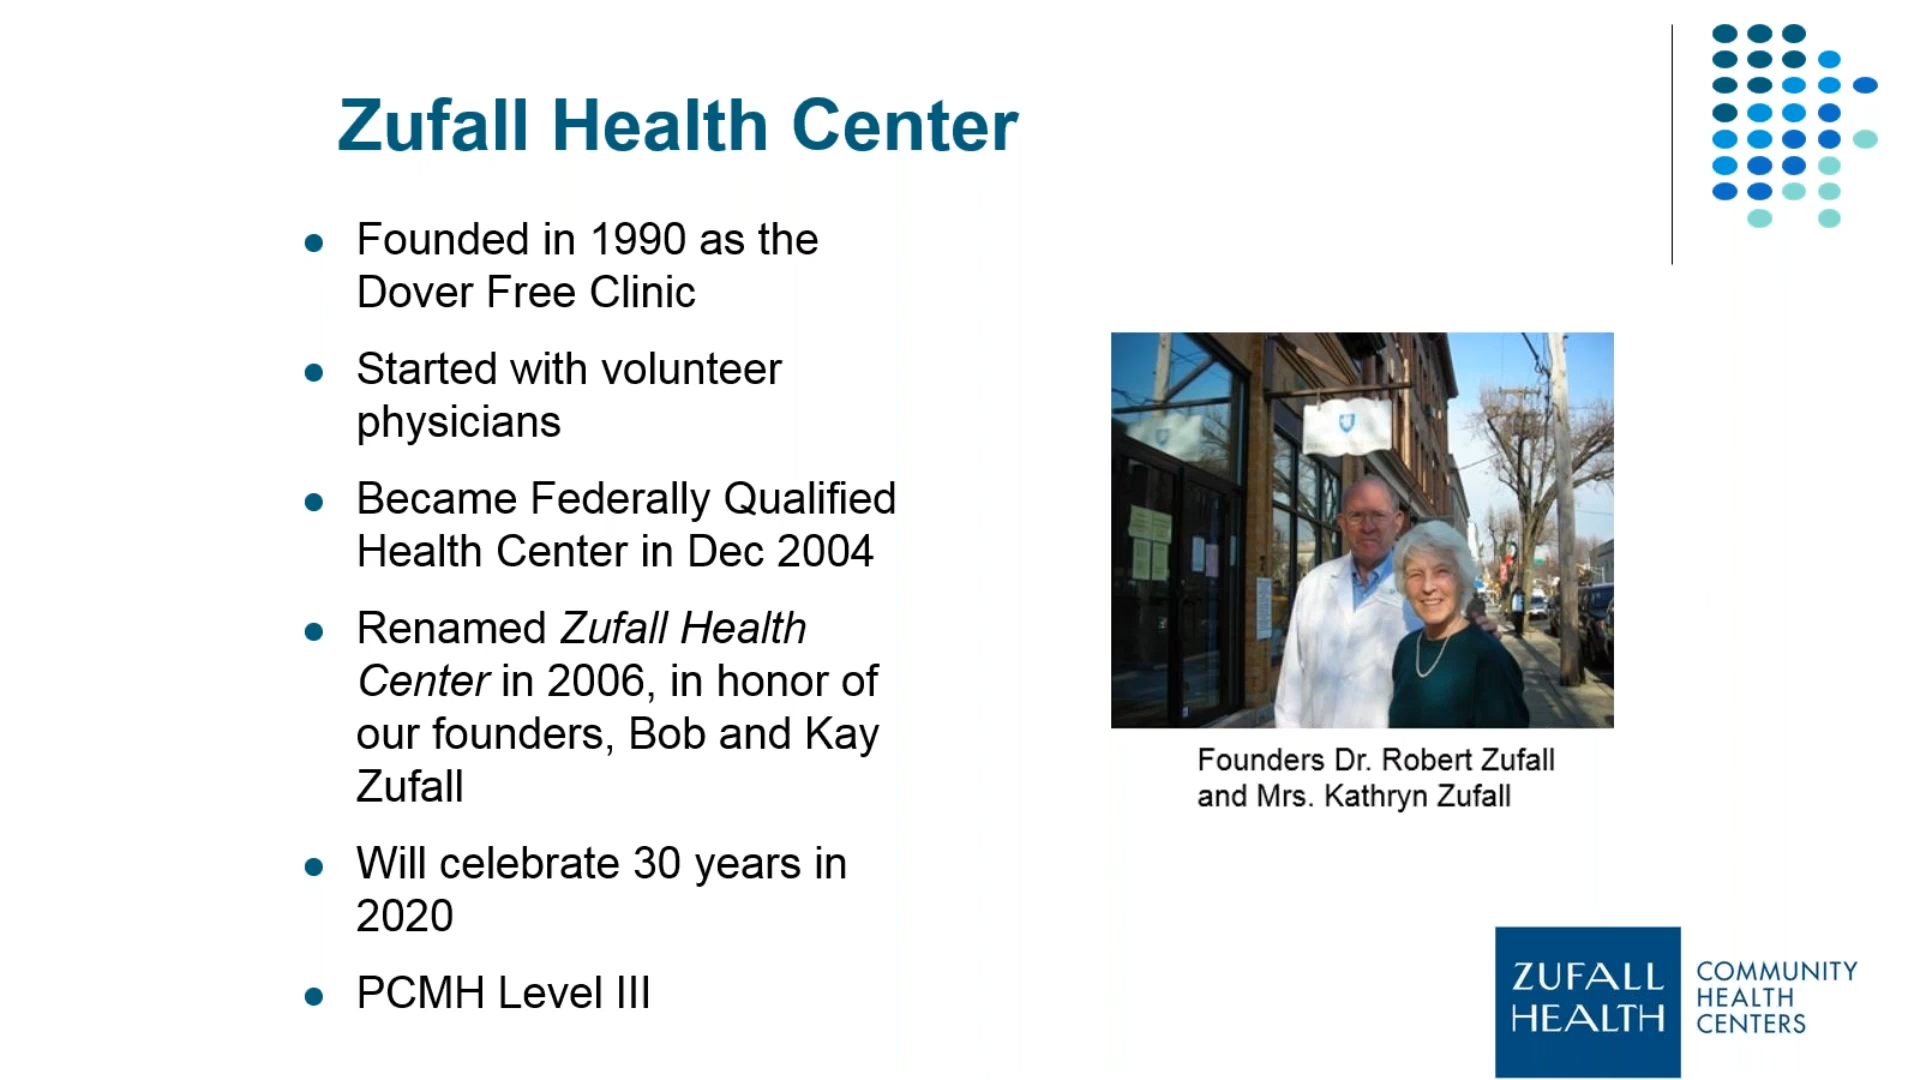 Zufall Health Center
Founded in 1990 as the
Dover Free Clinic
Started with volunteer
physicians
Became Federally Qualified
Health Center in Dec 2004
Renamed Zufall Health
Center in 2006, in honor of
our founders, Bob and Kay
Zufall
Will celebrate 30 years in
2020
PCMH Level III
Founders Dr. Robert Zufall
and Mrs. Kathryn Zufall
ZUFALL
HEALTH
COMMUNITY
HEALTH
CENTERS